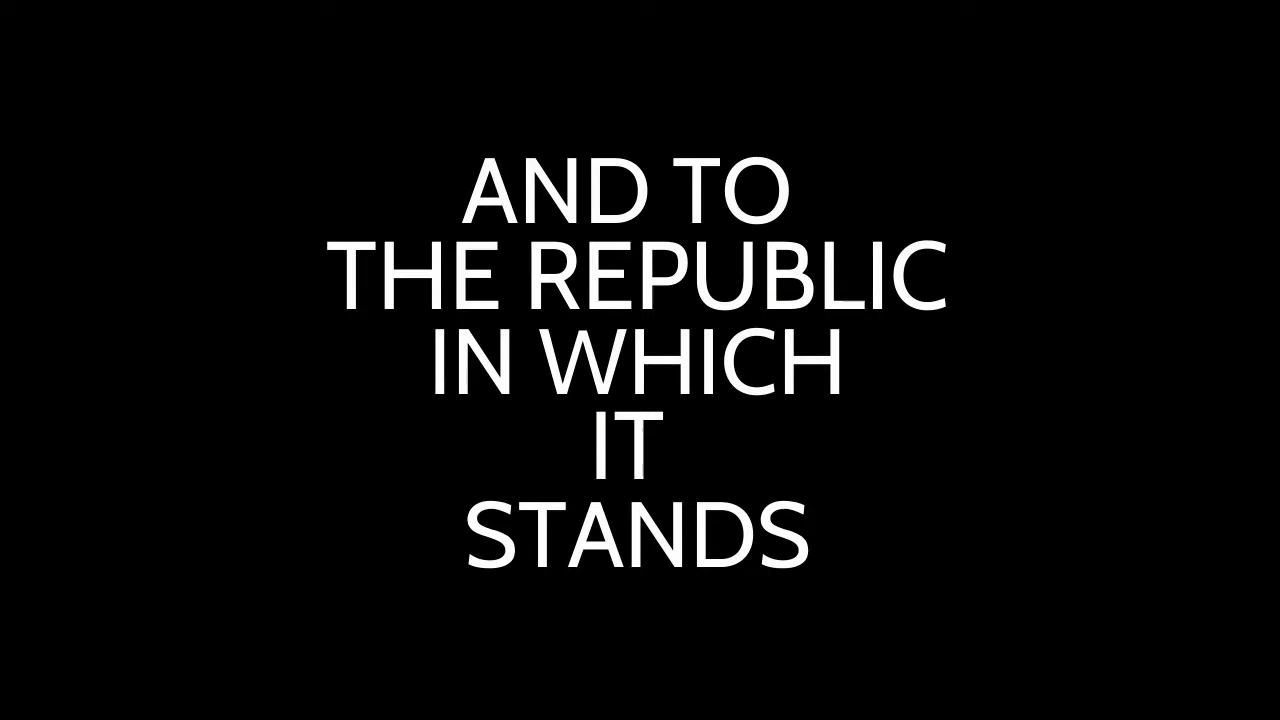 AND TO
THE REPUBLIC
IN WHICH
IT
STANDS